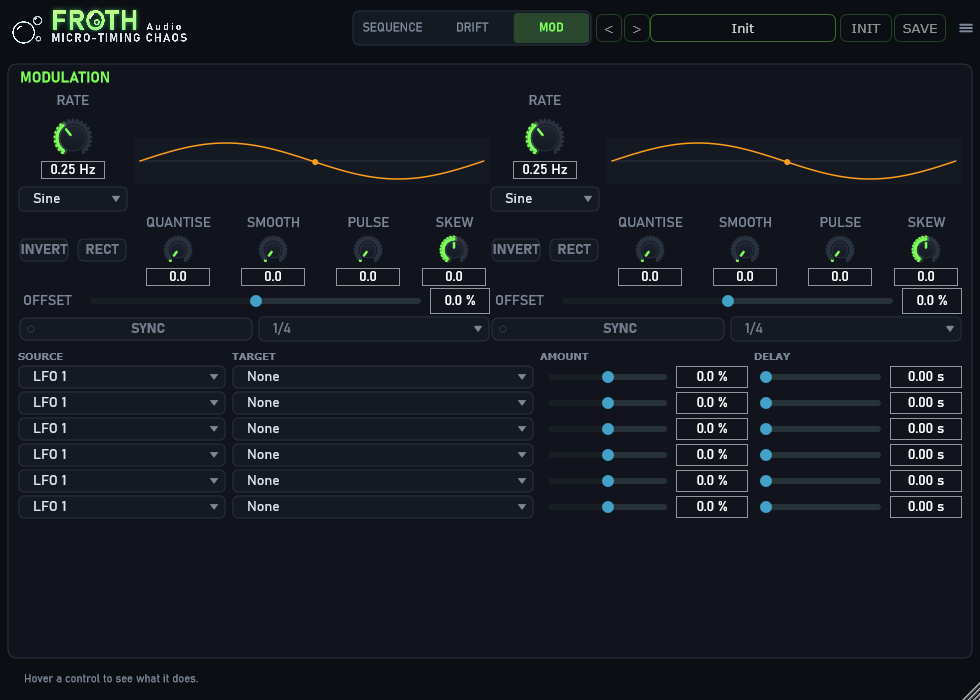 FROTH Audio
MICRO-TIMING CHAOS
SEQUENCE DRIFT MOD < > Init INIT SAVE
MODULATION
RATE RATE
0.25 Hz 0.25 Hz
Sine Sine
QUANTISE SMOOTH PULSE SKEW QUANTISE SMOOTH PULSE SKEW
INVERT RECT INVERT RECT
0.0 0.0 0.0 0.0 0.0 0.0 0.0 0.0
OFFSET 0.0 % OFFSET 0.0 %
SYNC 1/4 SYNC 1/4
SOURCE TARGET AMOUNT DELAY
LFO 1 None 0.0 % 0.00 s
LFO 1 None 0.0 % 0.00 s
LFO 1 None 0.0 % 0.00 s
LFO 1 None 0.0 % 0.00 s
LFO 1 None 0.0 % 0.00 s
LFO 1 None 0.0 % 0.00 s
Hover a control to see what it does.